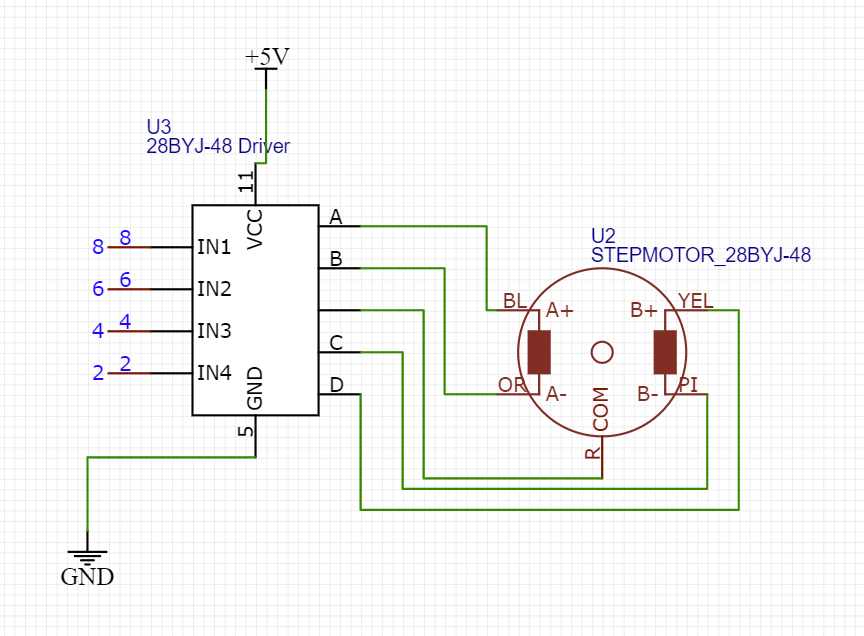 +5V
U3
28BYJ-48 Driver
11
VCC
A
B
C
D
8 8 IN1
6 6 IN2
4 4 IN3
2 2 IN4
GND
5
GND
U2
STEPMOTOR_28BYJ-48
BL A+ B+ YEL
OR A- B- PI
COM
R